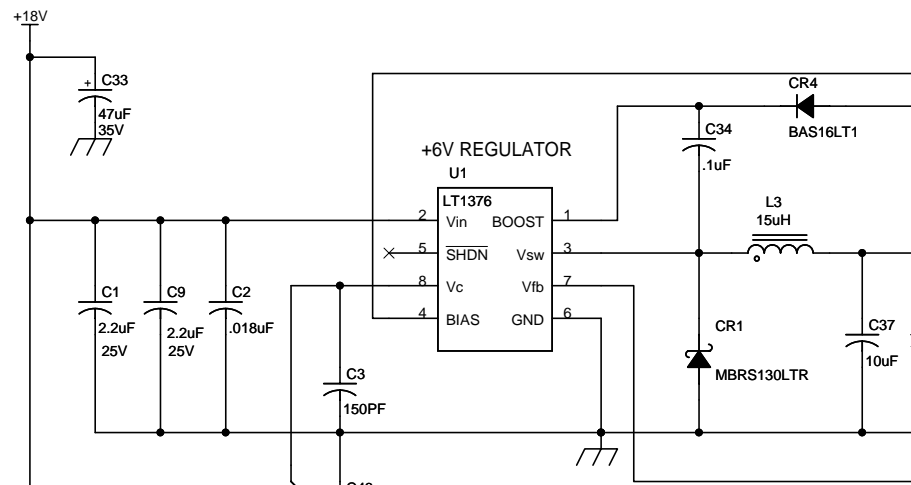 +18V
+
C33
47uF
35V
CR4
BAS16LT1
C34
.1uF
+6V REGULATOR
U1
LT1376
2
Vin
BOOST
1
5
SHDN
Vsw
3
8
Vc
Vfb
7
4
BIAS
GND
6
L3
15uH
C1
2.2uF
25V
C9
2.2uF
25V
C2
.018uF
C3
150PF
CR1
MBRS130LTR
C37
10uF